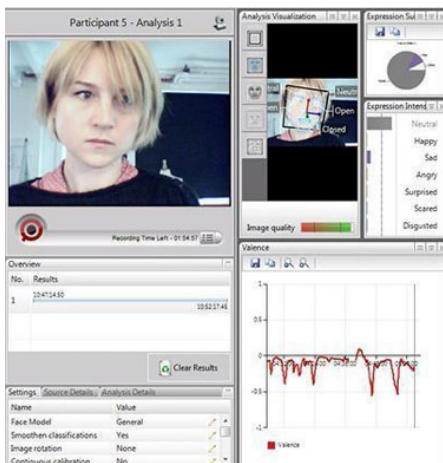 Participant 5 - Analysis 1
Recording Time Left - 01:54:57
Overview
No. Results
1 10:47:14.50
10:52:17.46
Clear Results
Settings Source Details Analysis Details
Name Value
Face Model General
Smoothen classifications Yes
Image rotation None
Continuous calibration No
Analysis Visualization
Neutr
Open
Closed
Image quality
Expression Su
Expression Intens
Neutral
Happy
Sad
Angry
Surprised
Scared
Disgusted
Valence
1
0.5
0
-0.5
-1
Valence